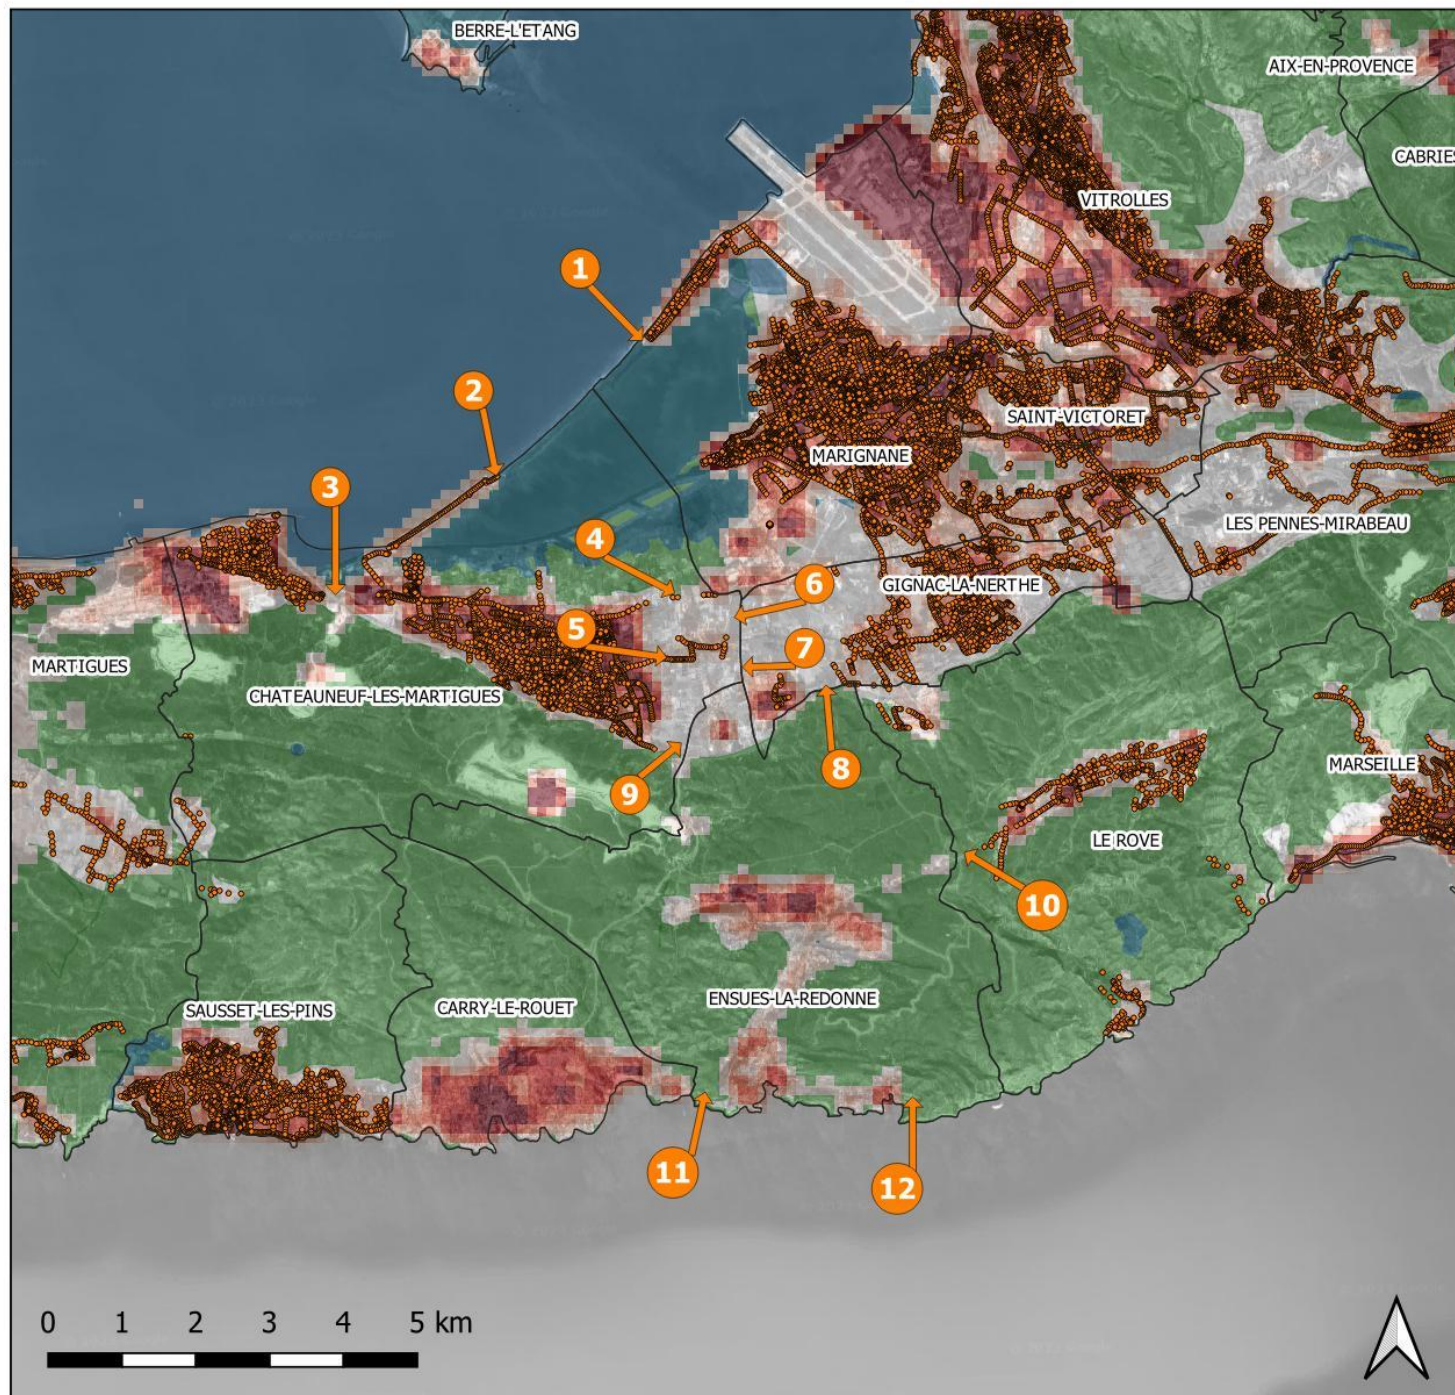 BERRE-L'ETANG
AIX-EN-PROVENCE
VITROLLES
1
2
SAINT-VICTORET
MARIGNANE
3
LES PENNES-MIRABEAU
4
6
GIGNAC-LA-NERTHE
5
7
MARTIGUES
CHATEAUNEUF-LES-MARTIGUES
8
MARSEILLE
9
LE ROVE
10
SAUSSET-LES-PINS
CARRY-LE-ROUET
ENSUES-LA-REDONNE
11
12
0 1 2 3 4 5 km